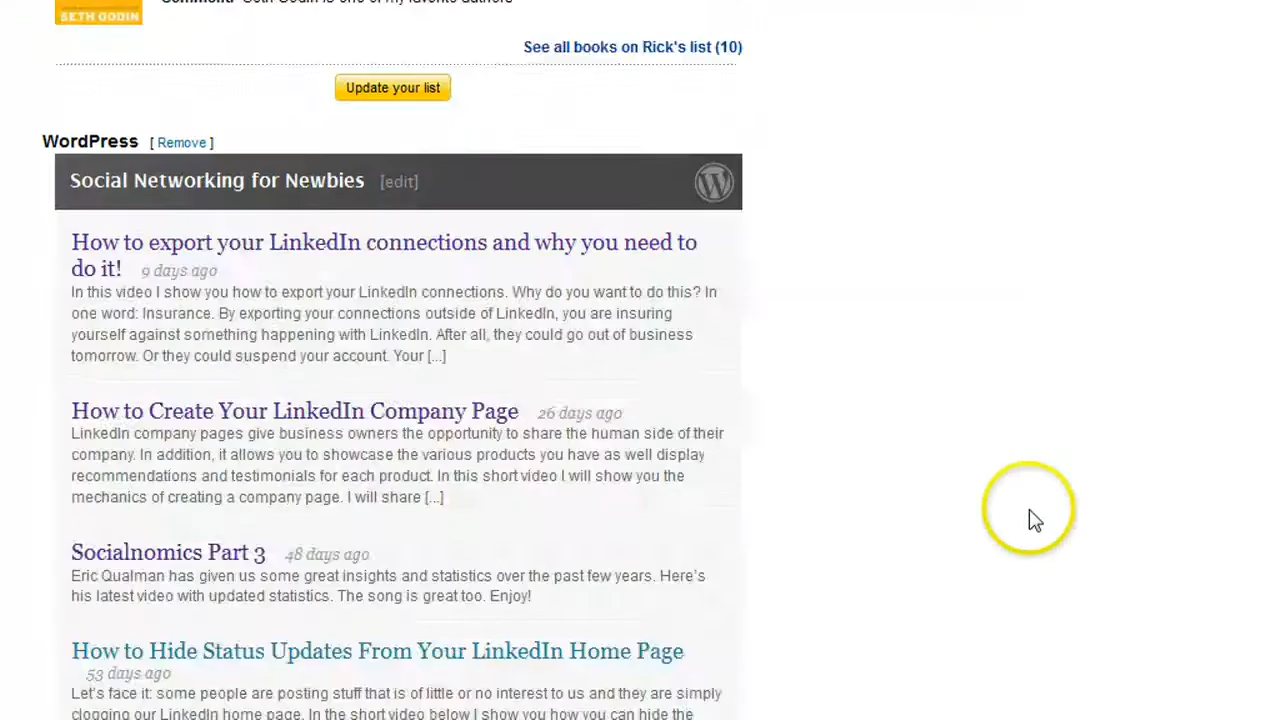 Comment: Seth Godin is one of my favorite authors
SETH GODIN
See all books on Rick's list (10)
Update your list
WordPress [ Remove ]
Social Networking for Newbies [edit]
How to export your LinkedIn connections and why you need to
do it! 9 days ago
In this video I show you how to export your LinkedIn connections. Why do you want to do this? In
one word: Insurance. By exporting your connections outside of LinkedIn, you are insuring
yourself against something happening with LinkedIn. After all, they could go out of business
tomorrow. Or they could suspend your account. Your [...]
How to Create Your LinkedIn Company Page 26 days ago
LinkedIn company pages give business owners the opportunity to share the human side of their
company. In addition, it allows you to showcase the various products you have as well display
recommendations and testimonials for each product. In this short video I will show you the
mechanics of creating a company page. I will share [...]
Socialnomics Part 3 48 days ago
Eric Qualman has given us some great insights and statistics over the past few years. Here's
his latest video with updated statistics. The song is great too. Enjoy!
How to Hide Status Updates From Your LinkedIn Home Page
53 days ago
Let's face it: some people are posting stuff that is of little or no interest to us and they are simply
clogging our LinkedIn home page. In the short video below I show you how you can hide the